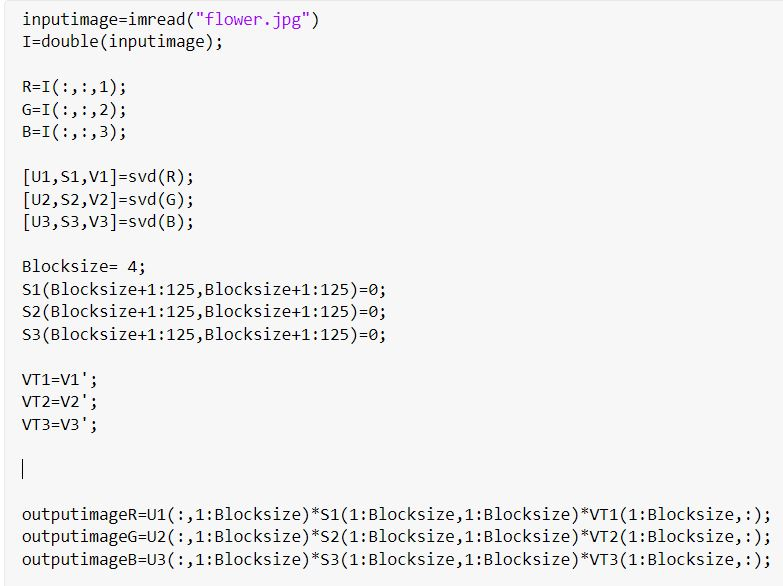 inputimage=imread("flower.jpg")
I=double(inputimage);
R=I(:,:,1);
G=I(:,:,2);
B=I(:,:,3);
[U1,S1,V1]=svd(R);
[U2,S2,V2]=svd(G);
[U3,S3,V3]=svd(B);
Blocksize= 4;
S1(Blocksize+1:125,Blocksize+1:125)=0;
S2(Blocksize+1:125,Blocksize+1:125)=0;
S3(Blocksize+1:125,Blocksize+1:125)=0;
VT1=V1';
VT2=V2';
VT3=V3';
outputimageR=U1(:,1:Blocksize)*S1(1:Blocksize,1:Blocksize)*VT1(1:Blocksize,:);
outputimageG=U2(:,1:Blocksize)*S2(1:Blocksize,1:Blocksize)*VT2(1:Blocksize,:);
outputimageB=U3(:,1:Blocksize)*S3(1:Blocksize,1:Blocksize)*VT3(1:Blocksize,:);